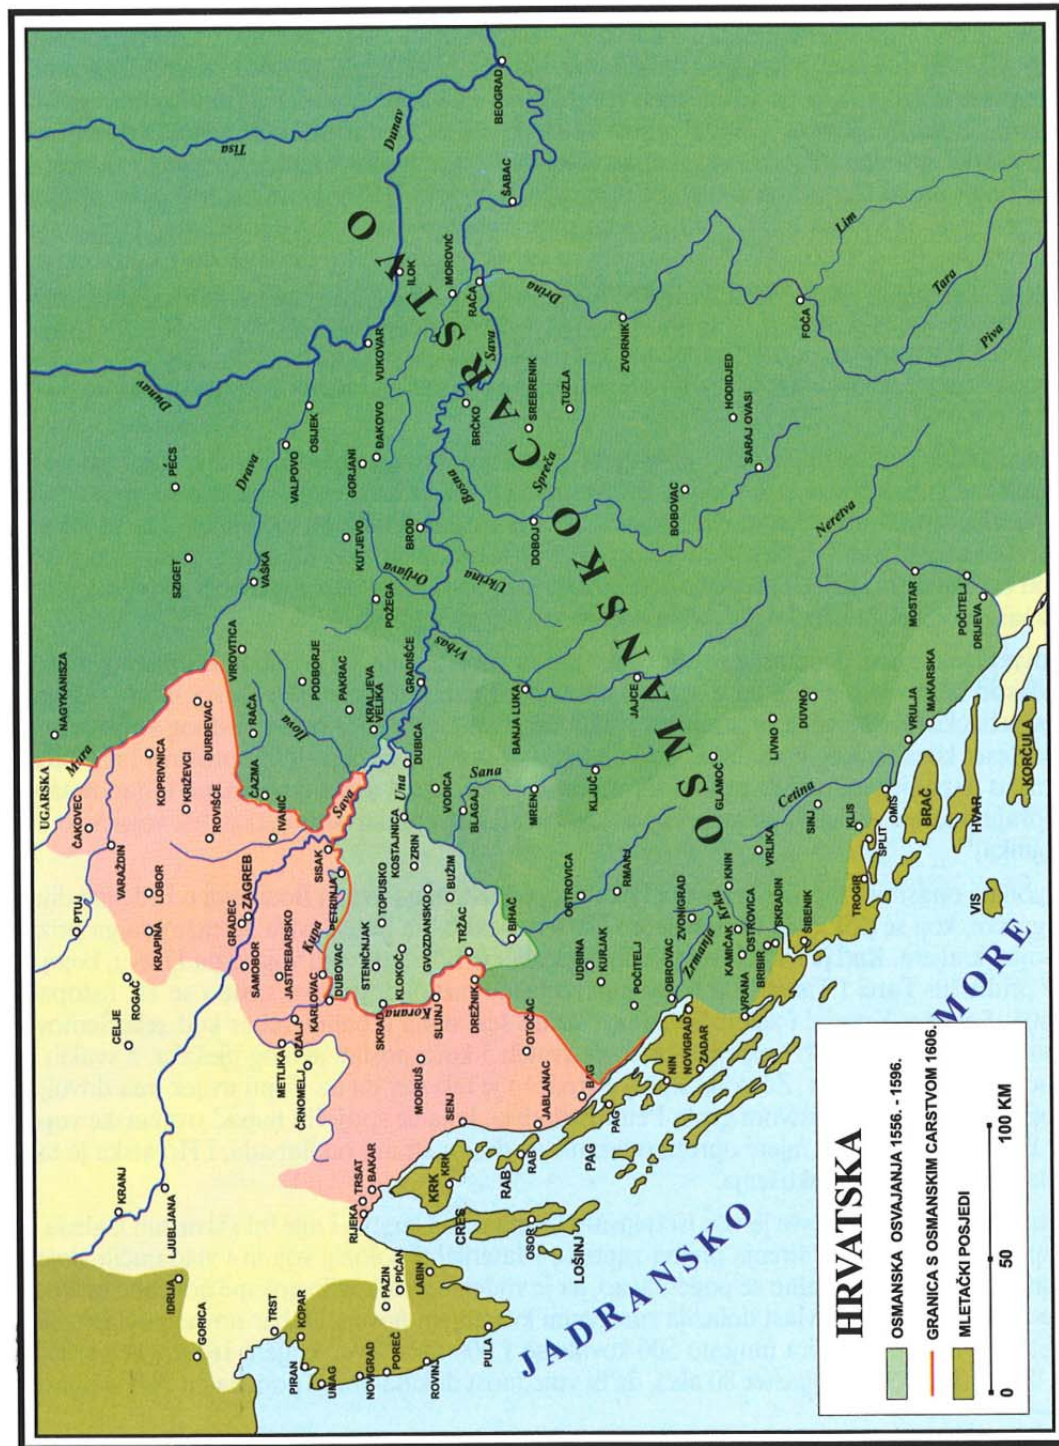 HRVATSKA
OSMANSKA OSVAJANJA 1556. - 1596.
GRANICA S OSMANSKIM CARSTVOM 1606.
MLETAČKI POSJEDI
0 50 100 KM
OSMANSKO CARSTVO
JADRANSKO MORE
UGARSKA
KRANJ
LJUBLJANA
IDRIJA
GORICA
TRST
KOPAR
PIRAN
UMAG
NOVIGRAD
POREČ
ROVINJ
PULA
PAZIN
PIĆAN
LABIN
RIJEKA
TRSAT
BAKAR
KRK
KRK
CRES
OSOR
LOŠINJ
RAB
RAB
PAG
PAG
SENJ
JABLANAC
BAG
MODRUŠ
OTOČAC
ČRNOMELJ
METLIKA
OZALJ
CELJE
ROGAČ
PTUJ
KRAPINA
LOBOR
VARAŽDIN
ČAKOVEC
Mura
NAGYKANISZA
KOPRIVNICA
KRIŽEVCI
ROVIŠĆE
ĐURĐEVAC
IVANIĆ
ČAZMA
GRADEC
ZAGREB
SAMOBOR
JASTREBARSKO
KARLOVAC
DUBOVAC
Kupa
PETRINJA
SISAK
Sava
SKRAD
SLUNJ
DREŽNIK
Korana
STENIČNJAK
KLOKOČ
TOPUSKO
GVOZDANSKO
TRŽAC
BUŽIM
ZRIN
KOSTAJNICA
Una
DUBICA
BIHAĆ
VODICA
BLAGAJ
Sana
VIROVITICA
RAČA
PODBORJE
Ilova
PAKRAC
KRALJEVA
VELIKA
GRADIŠĆE
POŽEGA
Orljava
KUTJEVO
BROD
SZIGET
PÉCS
VAŠKA
Drava
VALPOVO
OSIJEK
GORJANI
ĐAKOVO
VUKOVAR
ILOK
MOROVIĆ
RAČA
Sava
Dunav
Dunav
Tisa
BEOGRAD
ŠABAC
Drina
ZVORNIK
BRČKO
SREBRENIK
TUZLA
Spreča
Bosna
DOBOJ
Ukrina
Vrbas
BANJA LUKA
JAJCE
MREN
KLJUČ
OSTROVICA
RMANJ
UDBINA
KURJAK
POČITELJ
OBROVAC
ZVONIGRAD
Zrmanja
NIN
NOVIGRAD
ZADAR
VRANA
KAMIČAK
OSTROVICA
BRIBIR
SKRADIN
ŠIBENIK
Krka
KNIN
GLAMOČ
LIVNO
DUVNO
VRLIKA
SINJ
Cetina
KLIS
SPLIT
TROGIR
OMIŠ
BRAČ
HVAR
VIS
KORČULA
VRULJA
MAKARSKA
DRIJEVA
POČITELJ
MOSTAR
Neretva
BOBOVAC
SARAJ OVASI
HODIDJED
FOČA
Lim
Tara
Piva